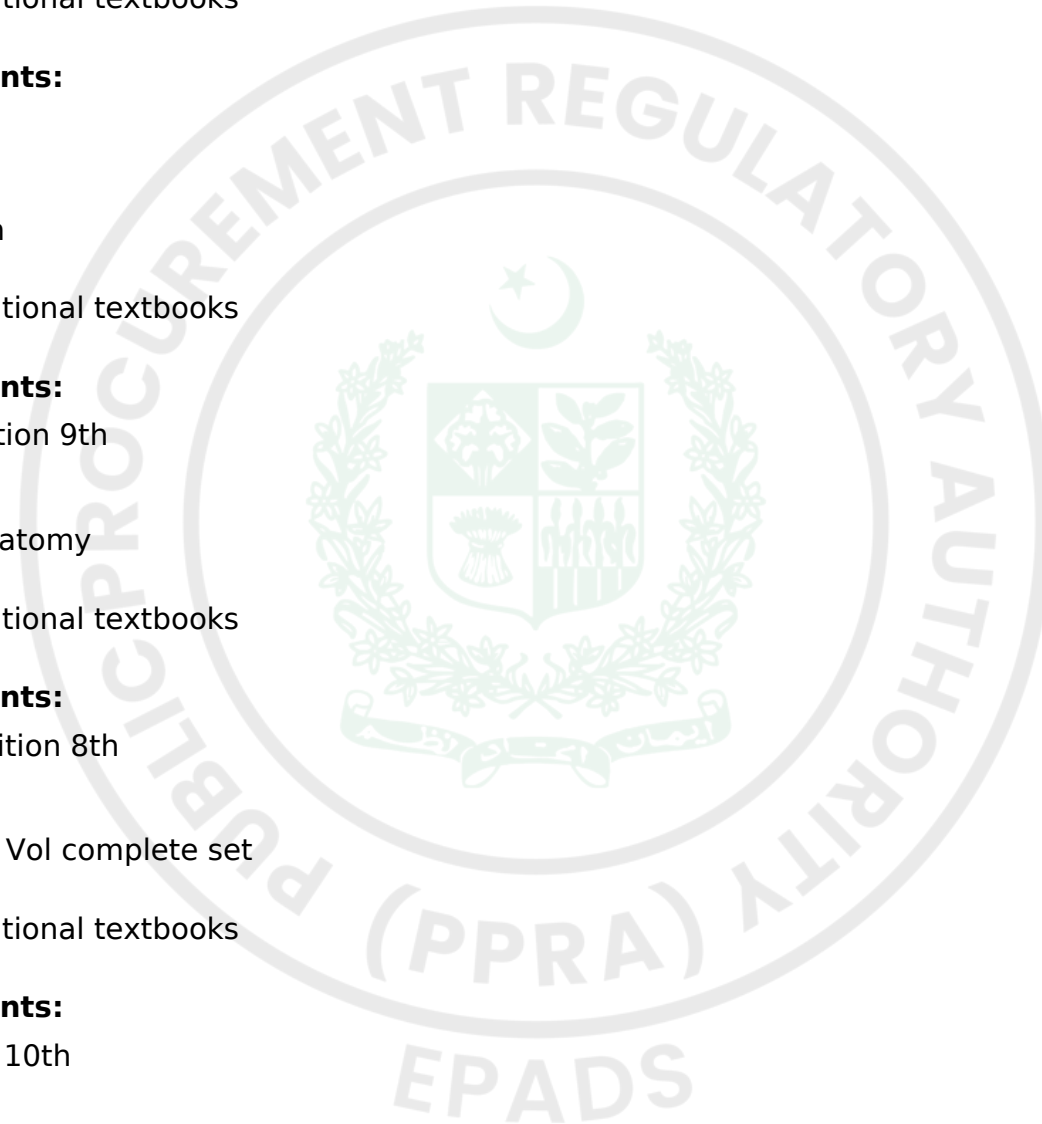 tional textbooks
nts:
tional textbooks
nts:
tion 9th
atomy
tional textbooks
nts:
ition 8th
Vol complete set
tional textbooks
nts:
10th
PUBLIC PROCUREMENT REGULATORY AUTHORITY
(PPRA)
EPADS